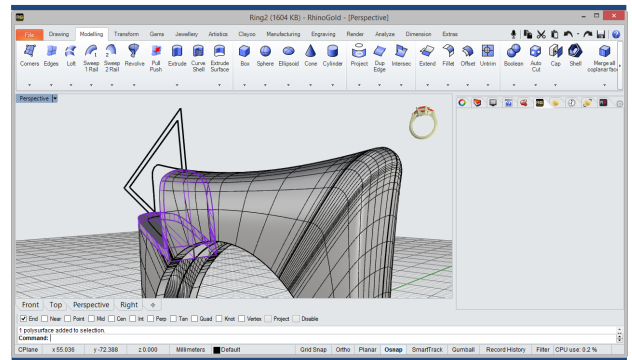 Ring2 (1604 KB) - RhinoGold - [Perspective]
File Drawing Modelling Transform Gems Jewellery Artistics Clayoo Manufacturing Engraving Render Analyze Dimension Extras
Corners Edges Loft Sweep 1 Rail Sweep 2 Rail Revolve Pull Push Extrude Curve Shell Extrude Surface Box Sphere Ellipsoid Cone Cylinder Project Dup Edge Intersec Extend Fillet Offset Untrim Boolean Auto Cut Cap Shell Merge all coplanar face
Perspective
Front Top Perspective Right
End Near Point Mid Cen Int Perp Tan Quad Knot Vertex Project Disable
1 polysurface added to selection.
Command:
CPlane x 55.036 y -72.388 z 0.000 Millimeters Default Grid Snap Ortho Planar Osnap SmartTrack Gumball Record History Filter CPU use: 0.2 %